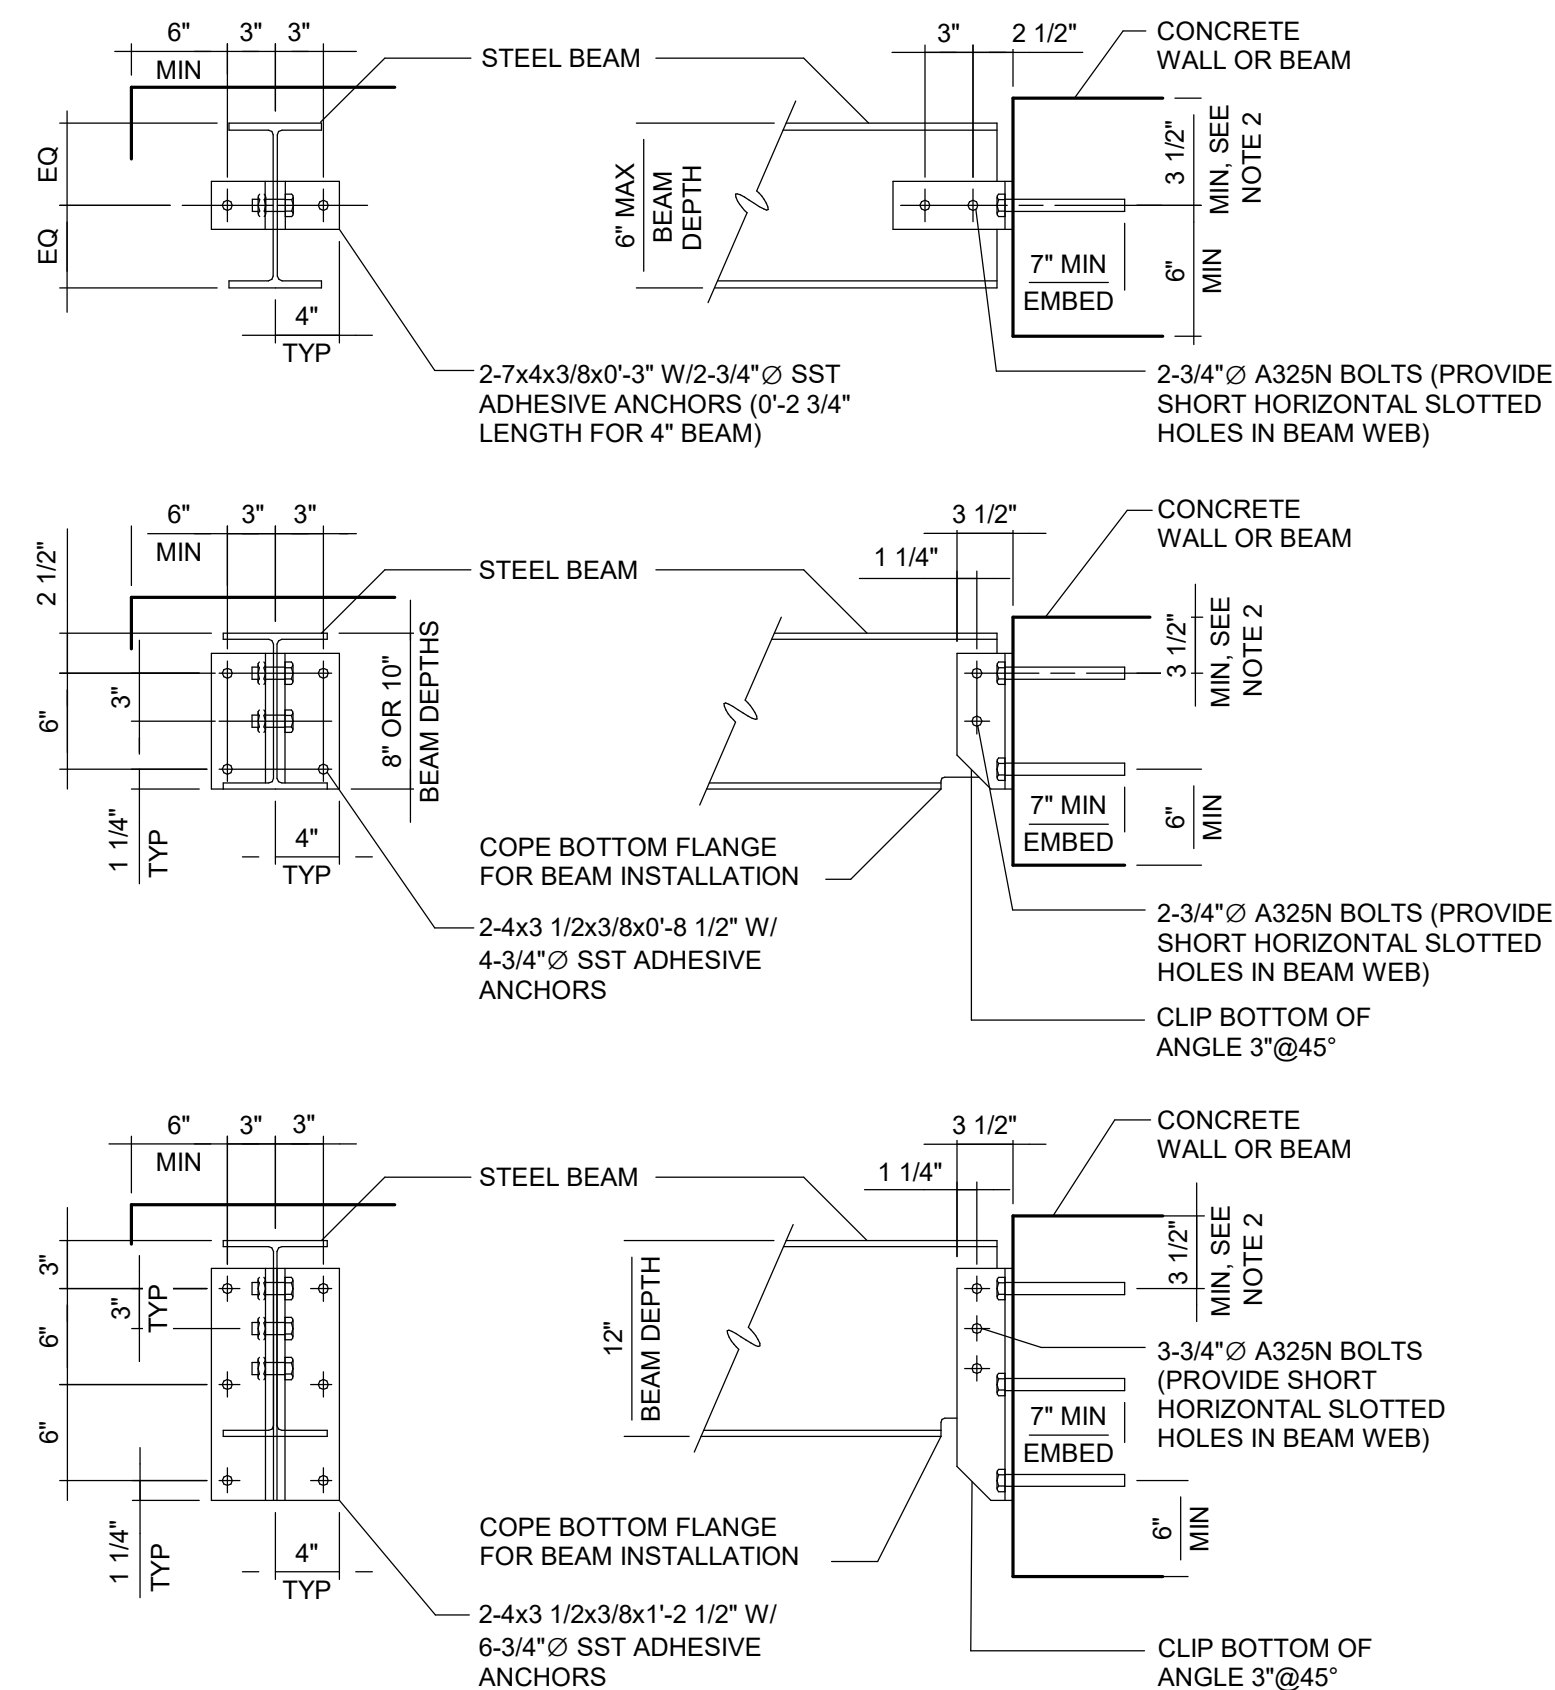 6" 3" 3"
MIN
STEEL BEAM
3" 2 1/2"
CONCRETE
WALL OR BEAM
EQ
EQ
6" MAX
BEAM
DEPTH
3 1/2"
MIN, SEE
NOTE 2
7" MIN
EMBED
6"
MIN
4"
TYP
2-7x4x3/8x0'-3" W/2-3/4"Ø SST
ADHESIVE ANCHORS (0'-2 3/4"
LENGTH FOR 4" BEAM)
2-3/4"Ø A325N BOLTS (PROVIDE
SHORT HORIZONTAL SLOTTED
HOLES IN BEAM WEB)
6" 3" 3"
MIN
STEEL BEAM
3 1/2"
1 1/4"
CONCRETE
WALL OR BEAM
2 1/2"
6"
3"
1 1/4"
TYP
8" OR 10"
BEAM DEPTHS
4"
TYP
3 1/2"
MIN, SEE
NOTE 2
7" MIN
EMBED
6"
MIN
COPE BOTTOM FLANGE
FOR BEAM INSTALLATION
2-4x3 1/2x3/8x0'-8 1/2" W/
4-3/4"Ø SST ADHESIVE
ANCHORS
2-3/4"Ø A325N BOLTS (PROVIDE
SHORT HORIZONTAL SLOTTED
HOLES IN BEAM WEB)
CLIP BOTTOM OF
ANGLE 3"@45°
6" 3" 3"
MIN
STEEL BEAM
3 1/2"
1 1/4"
CONCRETE
WALL OR BEAM
3"
6"
6"
3"
TYP
1 1/4"
TYP
4"
TYP
12"
BEAM DEPTH
3 1/2"
MIN, SEE
NOTE 2
3-3/4"Ø A325N BOLTS
(PROVIDE SHORT
HORIZONTAL SLOTTED
HOLES IN BEAM WEB)
7" MIN
EMBED
6"
MIN
COPE BOTTOM FLANGE
FOR BEAM INSTALLATION
2-4x3 1/2x3/8x1'-2 1/2" W/
6-3/4"Ø SST ADHESIVE
ANCHORS
CLIP BOTTOM OF
ANGLE 3"@45°